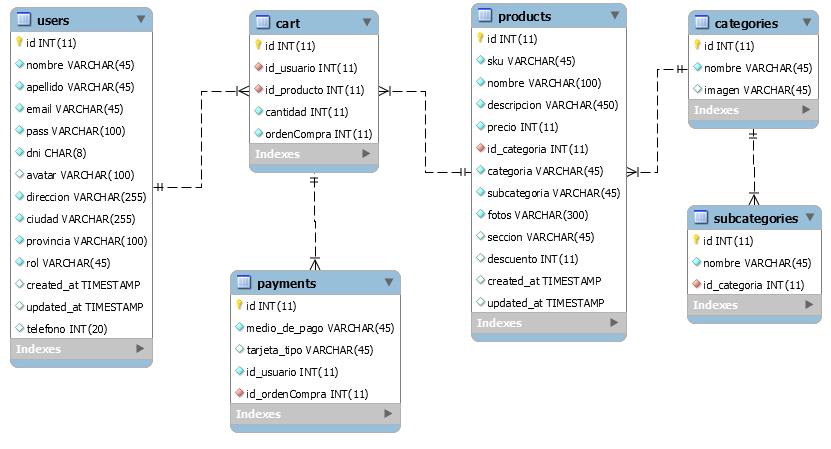 users
id INT(11)
nombre VARCHAR(45)
apellido VARCHAR(45)
email VARCHAR(45)
pass VARCHAR(100)
dni CHAR(8)
avatar VARCHAR(100)
direccion VARCHAR(255)
ciudad VARCHAR(255)
provincia VARCHAR(100)
rol VARCHAR(45)
created_at TIMESTAMP
updated_at TIMESTAMP
telefono INT(20)
Indexes
cart
id INT(11)
id_usuario INT(11)
id_producto INT(11)
cantidad INT(11)
ordenCompra INT(11)
Indexes
payments
id INT(11)
medio_de_pago VARCHAR(45)
tarjeta_tipo VARCHAR(45)
id_usuario INT(11)
id_ordenCompra INT(11)
Indexes
products
id INT(11)
sku VARCHAR(45)
nombre VARCHAR(100)
descripcion VARCHAR(450)
precio INT(11)
id_categoria INT(11)
categoria VARCHAR(45)
subcategoria VARCHAR(45)
fotos VARCHAR(300)
seccion VARCHAR(45)
descuento INT(11)
created_at TIMESTAMP
updated_at TIMESTAMP
Indexes
categories
id INT(11)
nombre VARCHAR(45)
imagen VARCHAR(45)
Indexes
subcategories
id INT(11)
nombre VARCHAR(45)
id_categoria INT(11)
Indexes